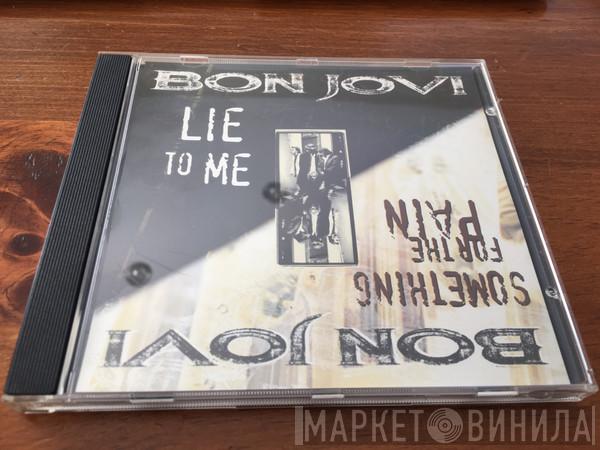 BON JOVI
LIE
TO ME
SOMETHING
FOR THE
PAIN
BON JOVI
МАРКЕТ ВИНИЛА